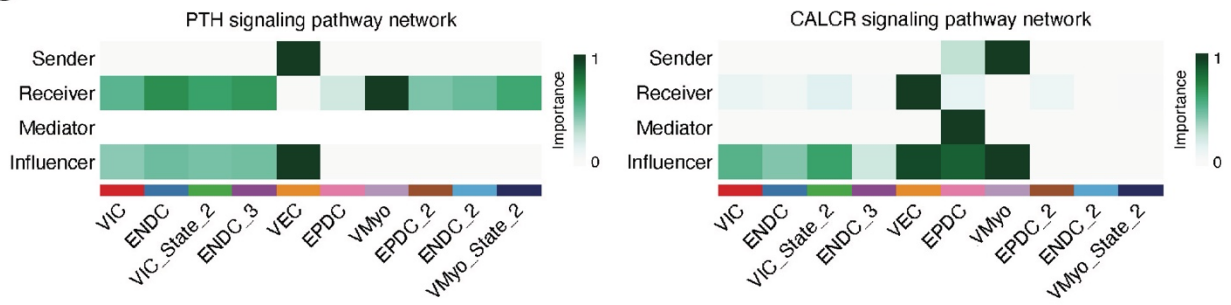 PTH signaling pathway network
Sender
Receiver
Mediator
Influencer
1
0
Importance
VIC
ENDC
VIC_State_2
ENDC_3
VEC
EPDC
VMyo
EPDC_2
ENDC_2
VMyo_State_2
CALCR signaling pathway network
Sender
Receiver
Mediator
Influencer
1
0
Importance
VIC
ENDC
VIC_State_2
ENDC_3
VEC
EPDC
VMyo
EPDC_2
ENDC_2
VMyo_State_2